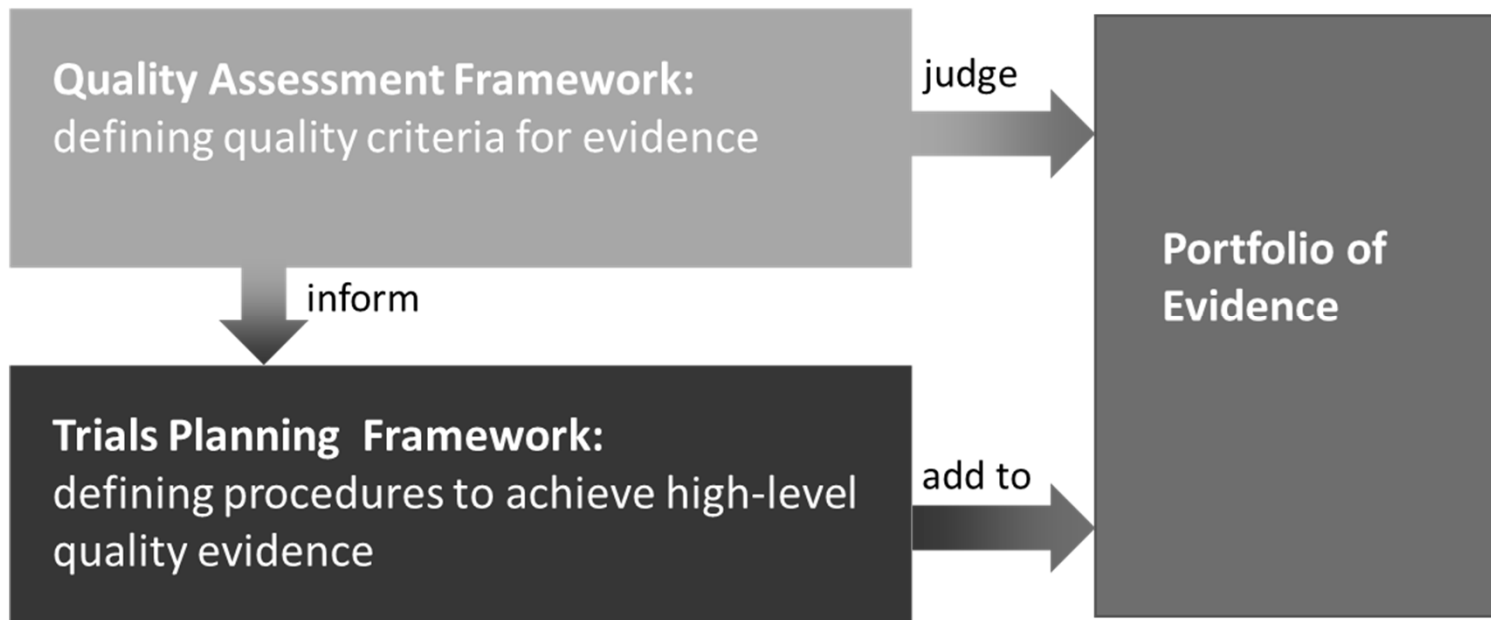 Quality Assessment Framework:
defining quality criteria for evidence
judge
inform
Portfolio of
Evidence
Trials Planning  Framework:
defining procedures to achieve high-level
quality evidence
add to